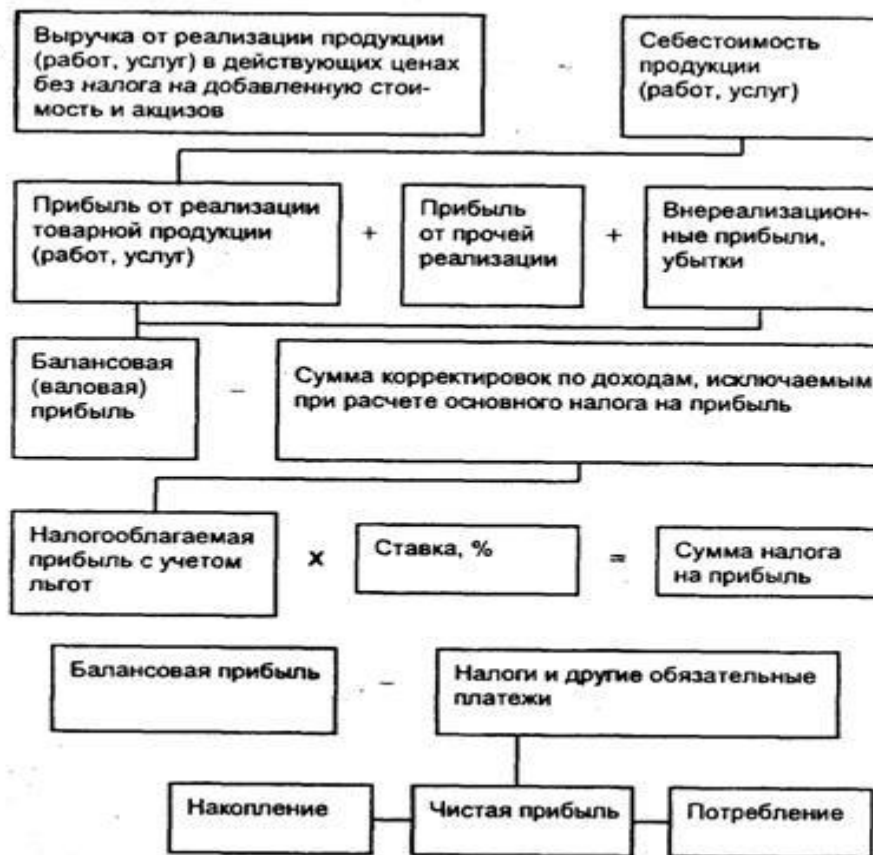 Выручка от реализации продукции
(работ, услуг) в действующих ценах
без налога на добавленную стои-
мость и акцизов
-
Себестоимость
продукции
(работ, услуг)
Прибыль от реализации
товарной продукции
(работ, услуг)
+
Прибыль
от прочей
реализации
+
Внереализацион-
ные прибыли,
убытки
Балансовая
(валовая)
прибыль
–
Сумма корректировок по доходам, исключаемым
при расчете основного налога на прибыль
Налогооблагаемая
прибыль с учетом
льгот
x
Ставка, %
=
Сумма налога
на прибыль
Балансовая прибыль
–
Налоги и другие обязательные
платежи
Накопление
Чистая прибыль
Потребление